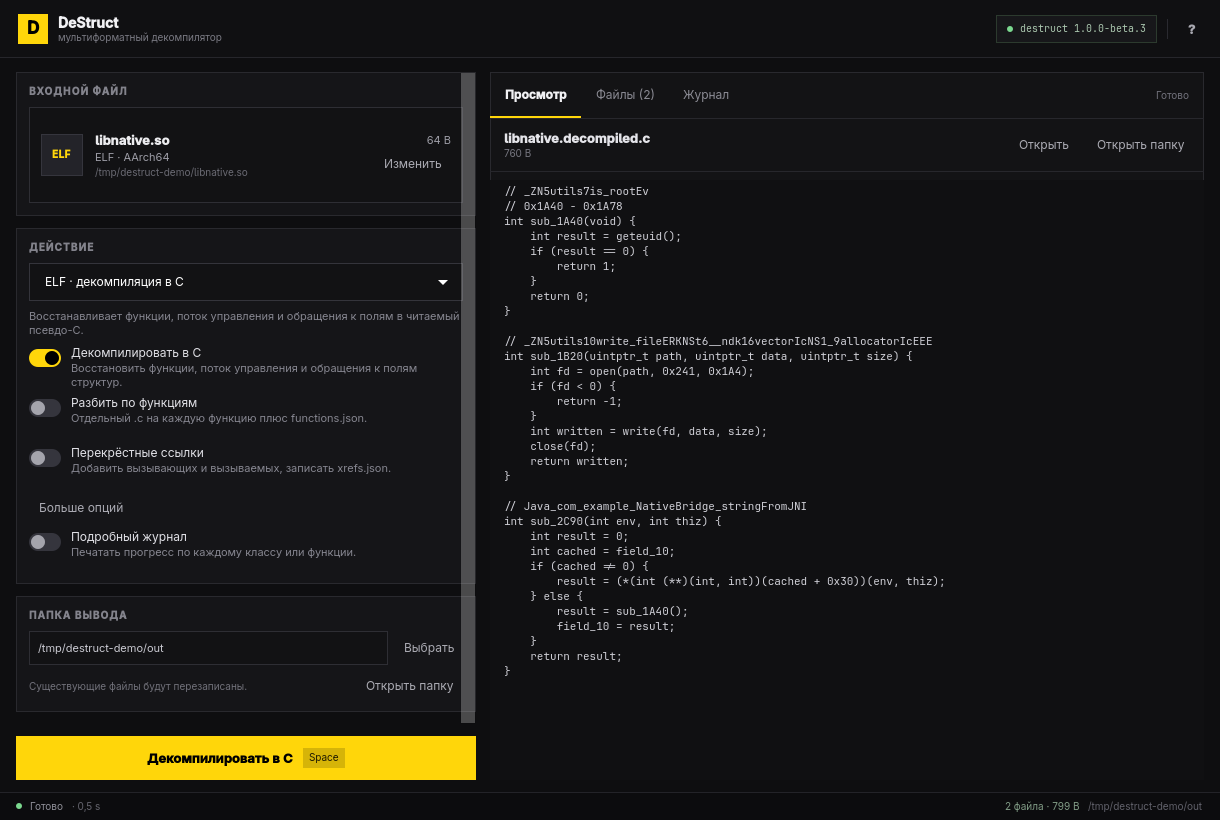 D
DeStruct
мультиформатный декомпилятор
destruct 1.0.0-beta.3
?
ВХОДНОЙ ФАЙЛ
ELF
libnative.so
64 B
ELF · AArch64
Изменить
/tmp/destruct-demo/libnative.so
ДЕЙСТВИЕ
ELF · декомпиляция в C
Восстанавливает функции, поток управления и обращения к полям в читаемый
псевдо-C.
Декомпилировать в C
Восстановить функции, поток управления и обращения к полям
структур.
Разбить по функциям
Отдельный .c на каждую функцию плюс functions.json.
Перекрёстные ссылки
Добавить вызывающих и вызываемых, записать xrefs.json.
Больше опций
Подробный журнал
Печатать прогресс по каждому классу или функции.
ПАПКА ВЫВОДА
/tmp/destruct-demo/out
Выбрать
Существующие файлы будут перезаписаны.
Открыть папку
Декомпилировать в C
Space
Просмотр
Файлы (2)
Журнал
Готово
libnative.decompiled.c
760 B
Открыть
Открыть папку
// _ZN5utils7is_rootEv
// 0x1A40 - 0x1A78
int sub_1A40(void) {
    int result = geteuid();
    if (result == 0) {
        return 1;
    }
    return 0;
}
// _ZN5utils10write_fileERKNSt6__ndk16vectorIcNS1_9allocatorIcEEE
int sub_1B20(uintptr_t path, uintptr_t data, uintptr_t size) {
    int fd = open(path, 0x241, 0x1A4);
    if (fd < 0) {
        return -1;
    }
    int written = write(fd, data, size);
    close(fd);
    return written;
}
// Java_com_example_NativeBridge_stringFromJNI
int sub_2C90(int env, int thiz) {
    int result = 0;
    int cached = field_10;
    if (cached != 0) {
        result = (*(int (**)(int, int))(cached + 0x30))(env, thiz);
    } else {
        result = sub_1A40();
        field_10 = result;
    }
    return result;
}
Готово · 0,5 s
2 файла · 799 B /tmp/destruct-demo/out